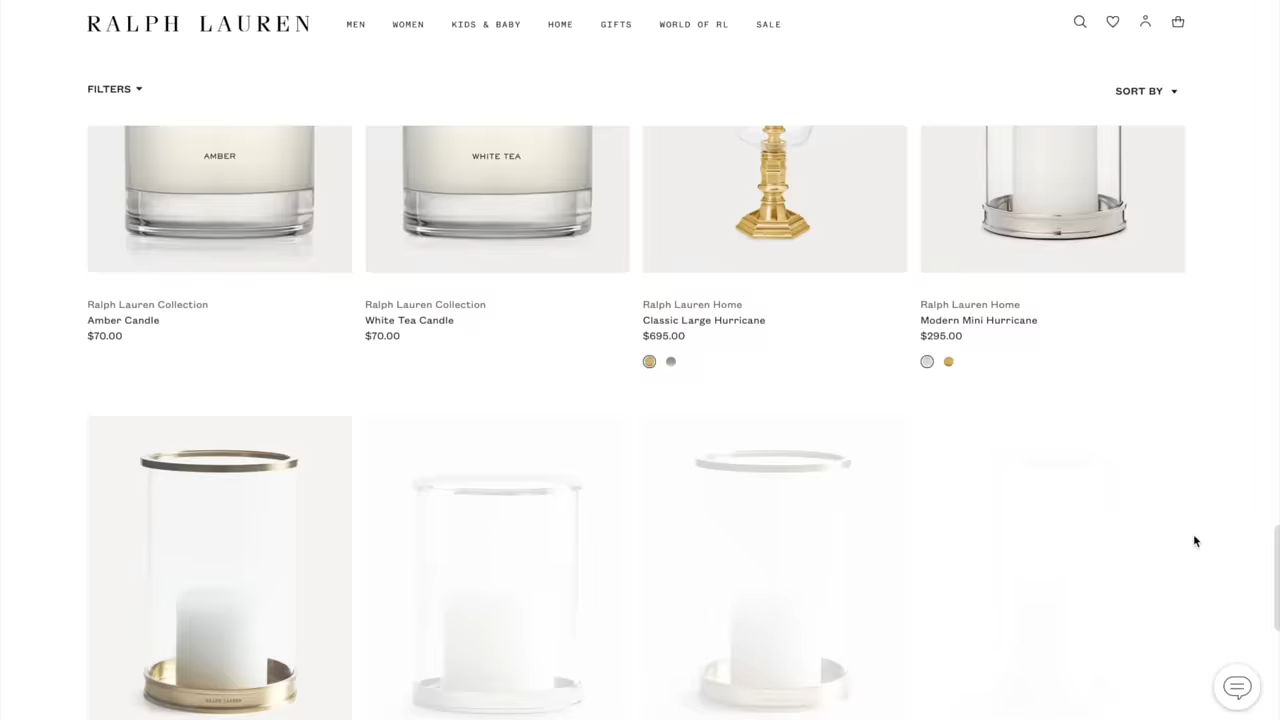 RALPH LAUREN
MEN WOMEN KIDS & BABY HOME GIFTS WORLD OF RL SALE
FILTERS
SORT BY
AMBER
WHITE TEA
Ralph Lauren Collection
Amber Candle
$70.00
Ralph Lauren Collection
White Tea Candle
$70.00
Ralph Lauren Home
Classic Large Hurricane
$695.00
Ralph Lauren Home
Modern Mini Hurricane
$295.00
RALPH LAUREN